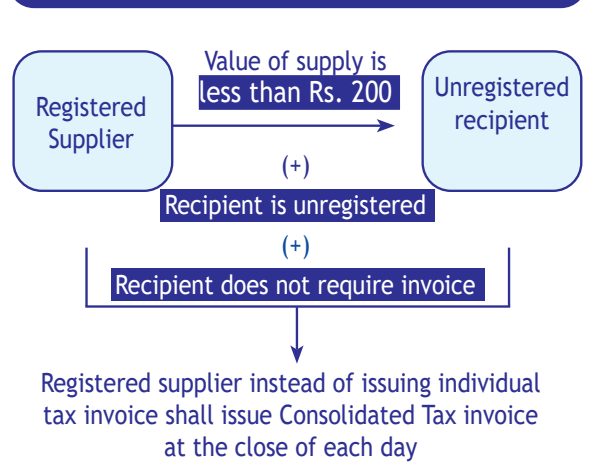 Value of supply is
less than Rs. 200
Registered
Supplier
Unregistered
recipient
(+)
Recipient is unregistered
(+)
Recipient does not require invoice
Registered supplier instead of issuing individual
tax invoice shall issue Consolidated Tax invoice
at the close of each day